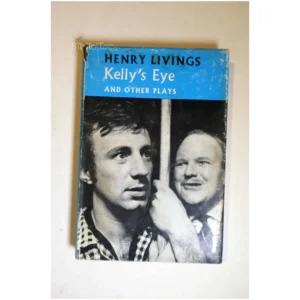 HENRY LIVINGS
Kelly's Eye
AND OTHER PLAYS